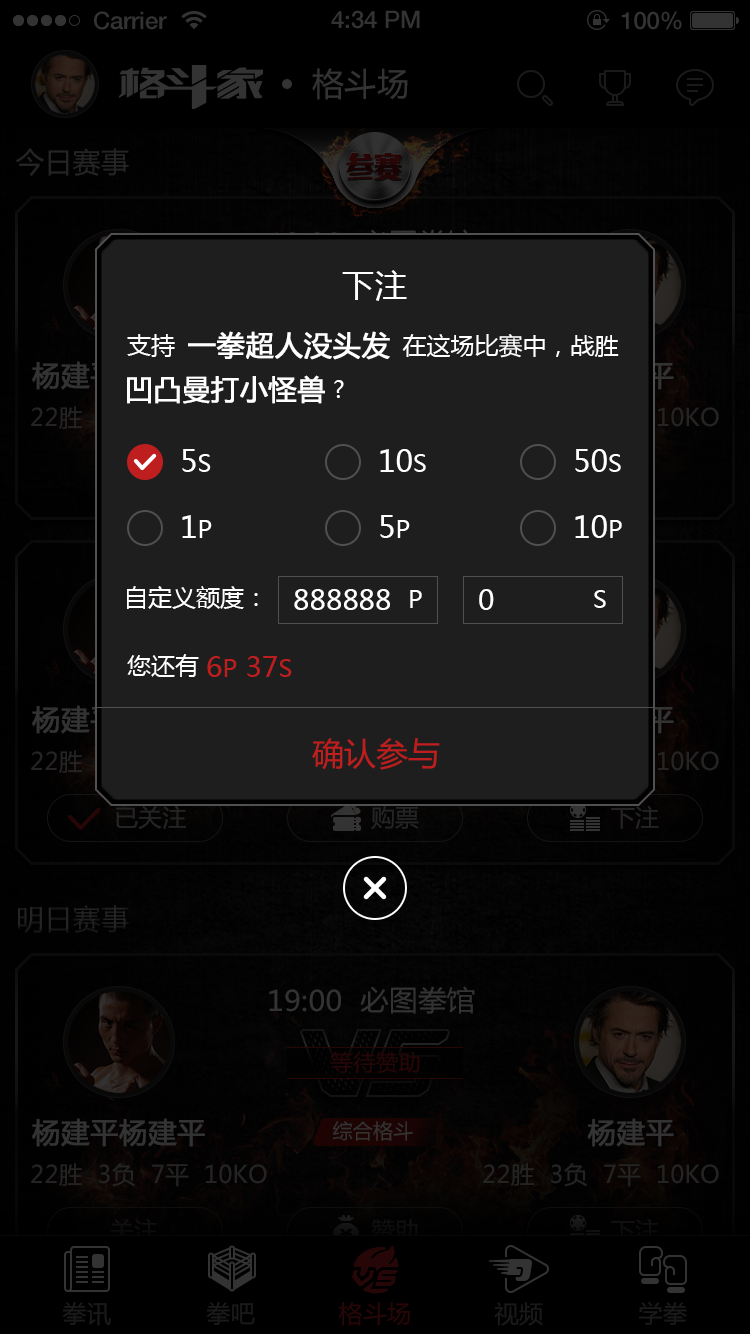 Carrier 4:34 PM 100%
格斗家 • 格斗场
今日赛事
参赛
下注
支持 一拳超人没头发 在这场比赛中，战胜
凹凸曼打小怪兽？
5S 10S 50S
1P 5P 10P
自定义额度： 888888 P 0 S
您还有 6P 37S
确认参与
杨建 平
22胜 10KO
杨建 平
22胜 10KO
已关注 购票 下注
明日赛事
19:00 必图拳馆
VS
等待赞助
综合格斗
杨建平杨建平 杨建平
22胜 3负 7平 10KO 22胜 3负 7平 10KO
关注 赞助 下注
拳讯 拳吧 格斗场 视频 学拳